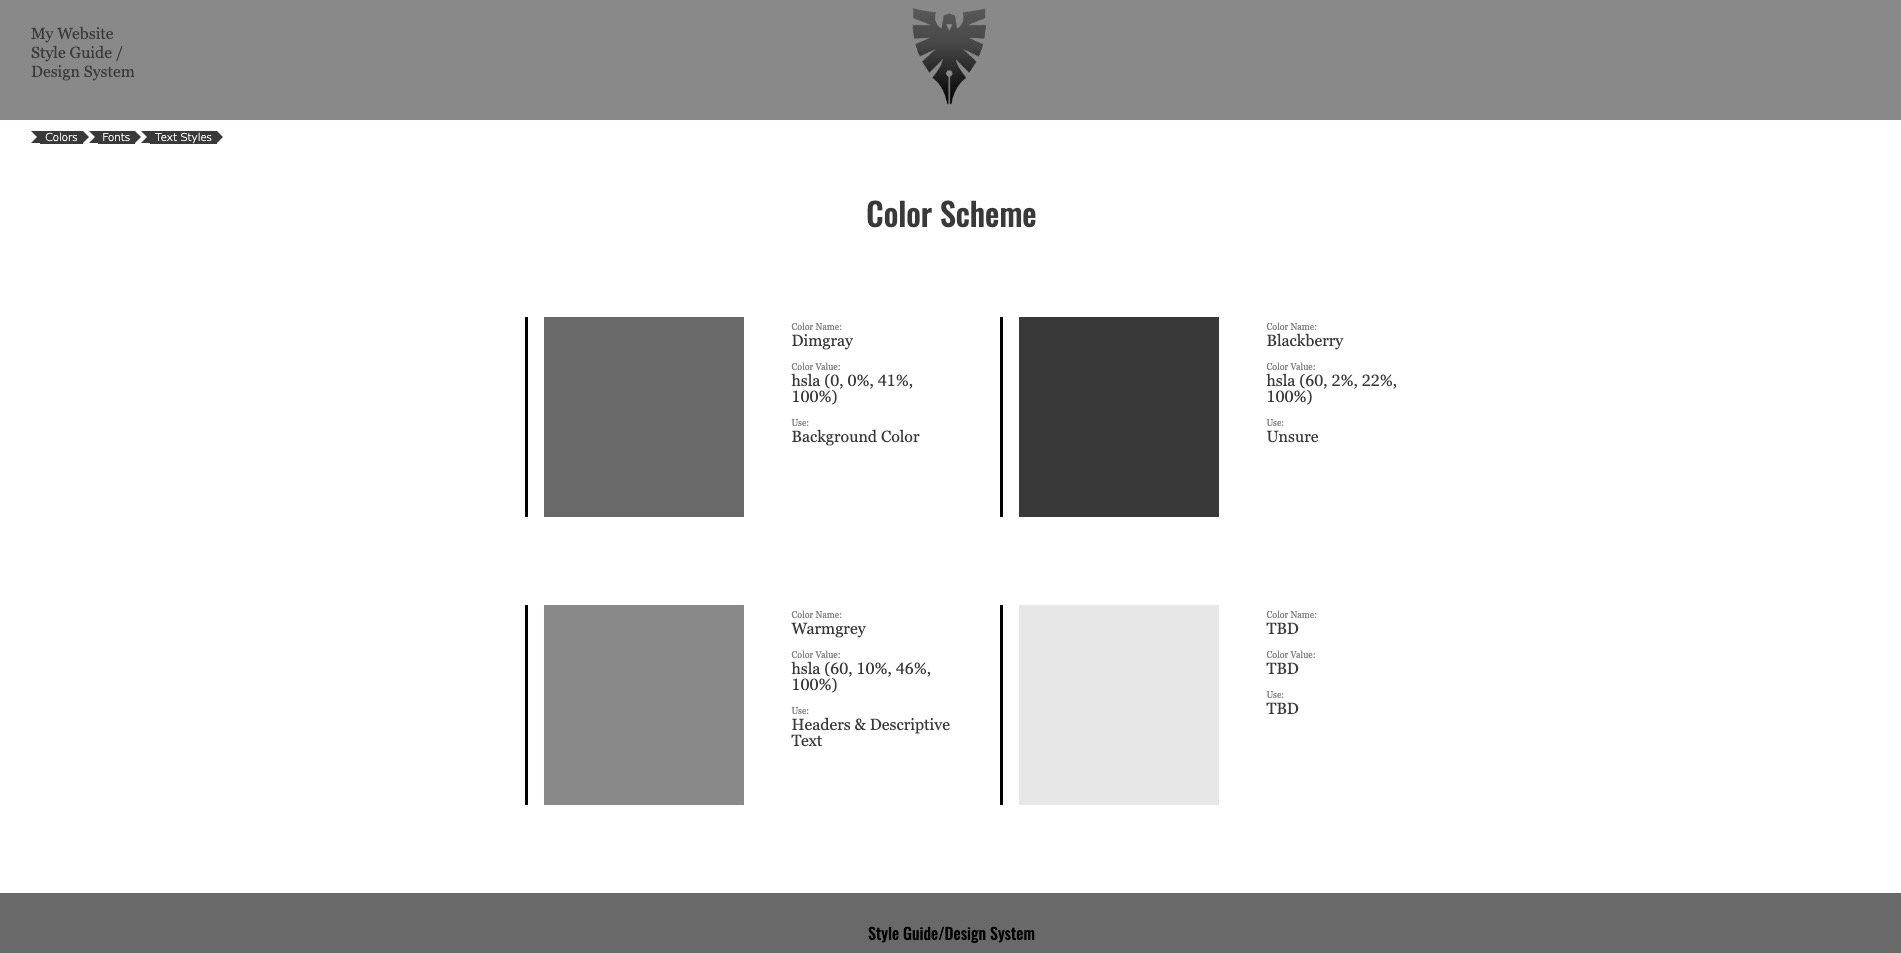 My Website
Style Guide /
Design System
Colors
Fonts
Text Styles
Color Scheme
Color Name:
Dimgray
Color Value:
hsla (0, 0%, 41%,
100%)
Use:
Background Color
Color Name:
Blackberry
Color Value:
hsla (60, 2%, 22%,
100%)
Use:
Unsure
Color Name:
Warmgrey
Color Value:
hsla (60, 10%, 46%,
100%)
Use:
Headers & Descriptive
Text
Color Name:
TBD
Color Value:
TBD
Use:
TBD
Style Guide/Design System